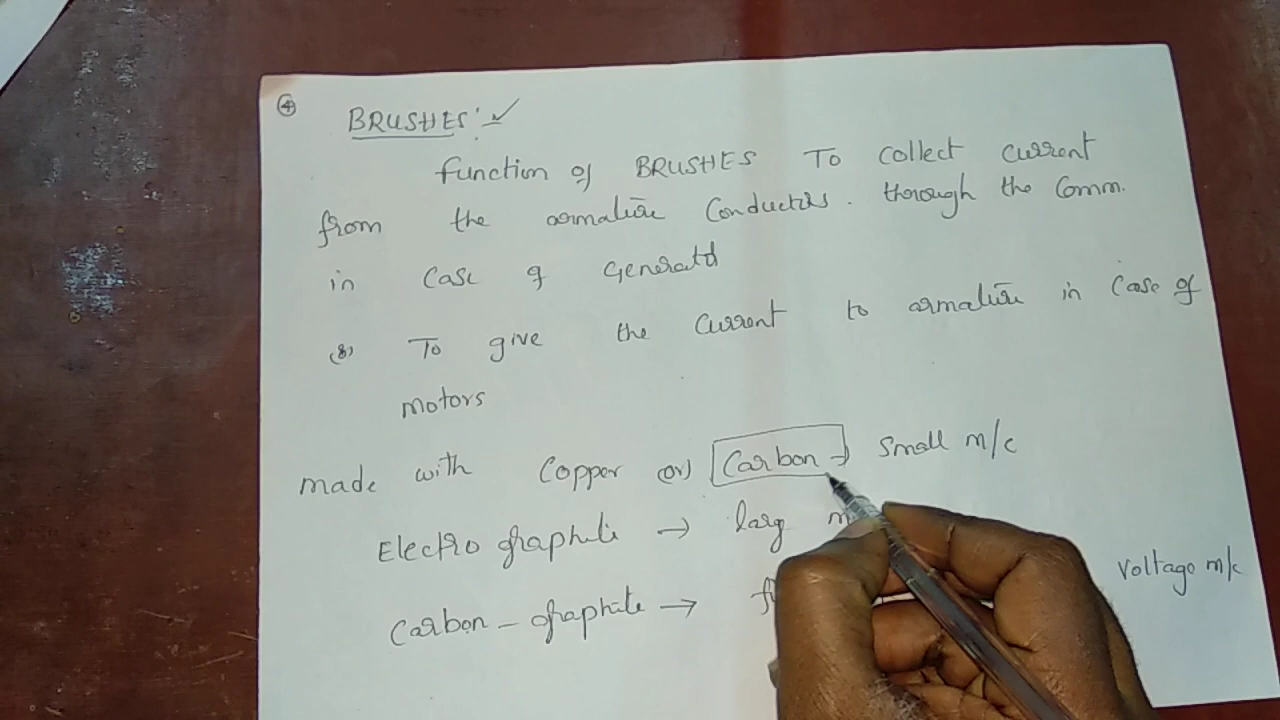 ④ BRUSHES:- ✓
function of BRUSHES To collect current
from the armature Conductors. through the Comm.
in Case of Generator
(or) To give the Current to armature in Case of
motors
made with Copper (or) Carbon → Small m/c
Electro graphite → larg
Carbon - graphite → Voltage m/c